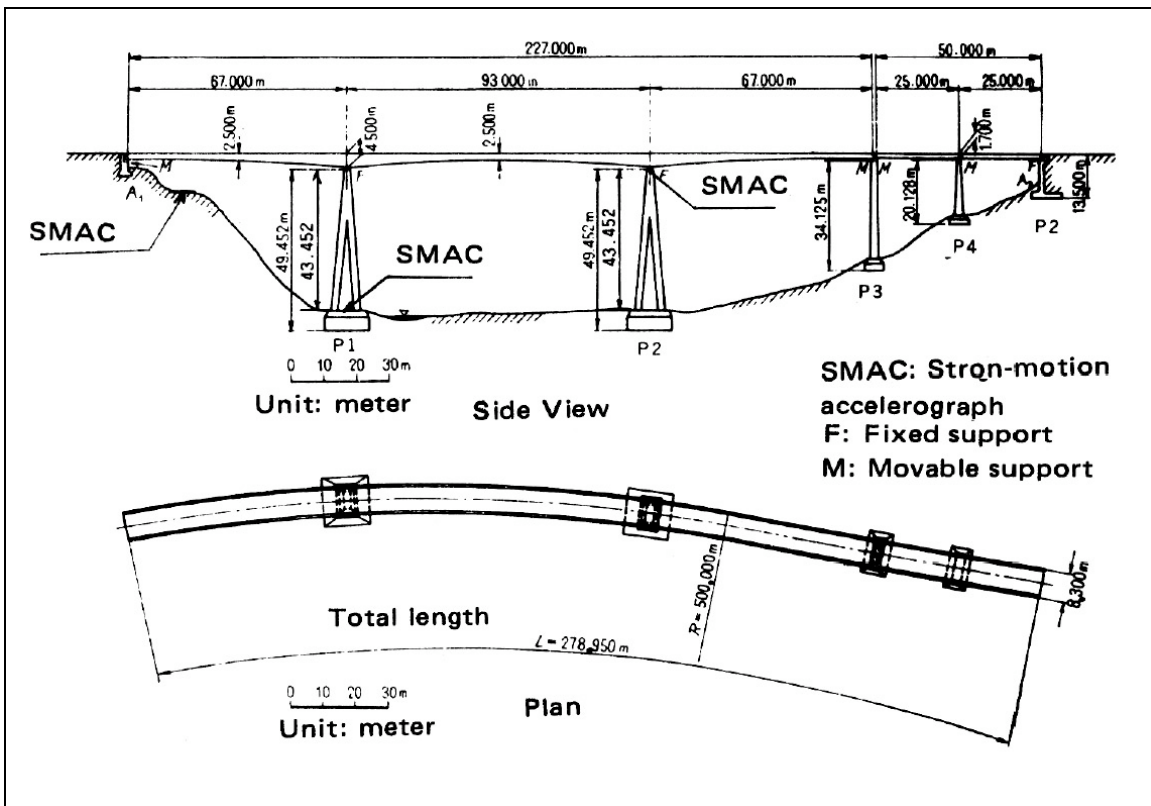 227.000m
50.000m
67.000m
93 000 m
67.000m
25.000m
25.000m
2.500m
4.500m
2.500m
1.700m
M
F
F
M
M
M
F
A1
SMAC
SMAC
SMAC
49.452m
43.452
49.452m
43.452
34.125m
20.128m
13.500m
P2
P4
P3
P1
P2
0 10 20 30m
Unit: meter
Side View
SMAC: Stron-motion
accelerograph
F: Fixed support
M: Movable support
Total length
L = 278,950 m
R = 500,000m
8,300m
0 10 20 30m
Unit: meter
Plan